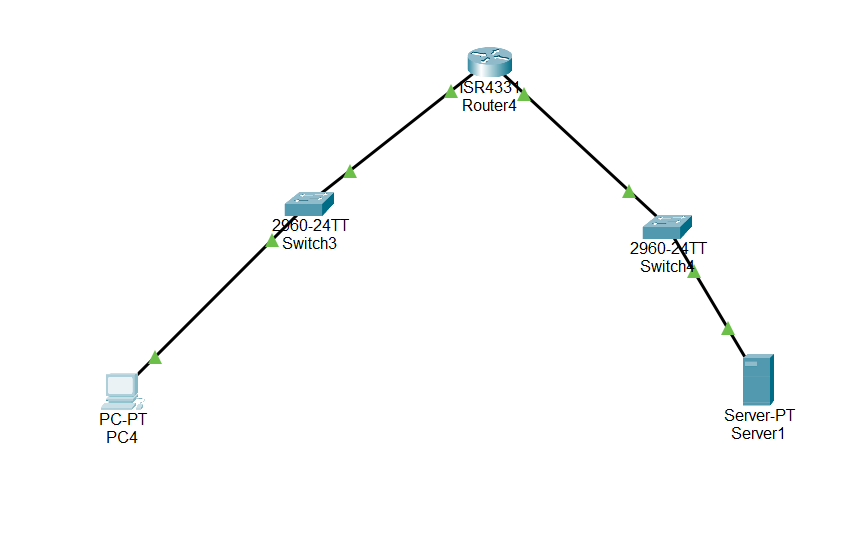 ISR4331
Router4
2960-24TT
Switch3
2960-24TT
Switch4
PC-PT
PC4
Server-PT
Server1